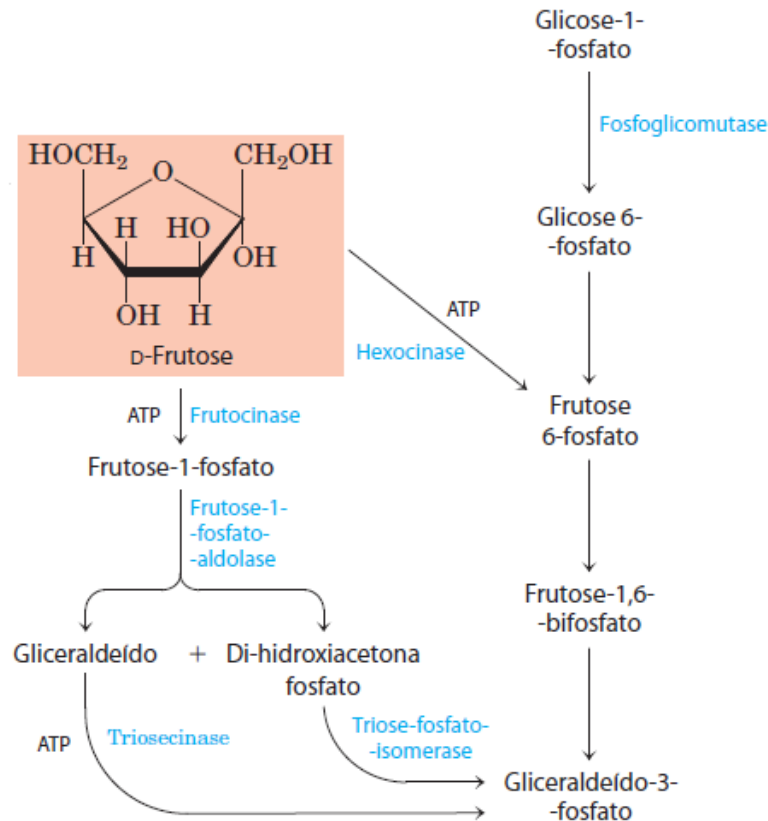 Glicose-1-
-fosfato
Fosfoglicomutase
HOCH2
O
CH2OH
H
HO
H
OH
OH
H
D-Frutose
Glicose 6-
-fosfato
ATP
Hexocinase
ATP
Frutocinase
Frutose
6-fosfato
Frutose-1-fosfato
Frutose-1-
-fosfato-
-aldolase
Frutose-1,6-
-bifosfato
Gliceraldeído + Di-hidroxiacetona
fosfato
ATP
Triosecinase
Triose-fosfato-
-isomerase
Gliceraldeído-3-
-fosfato